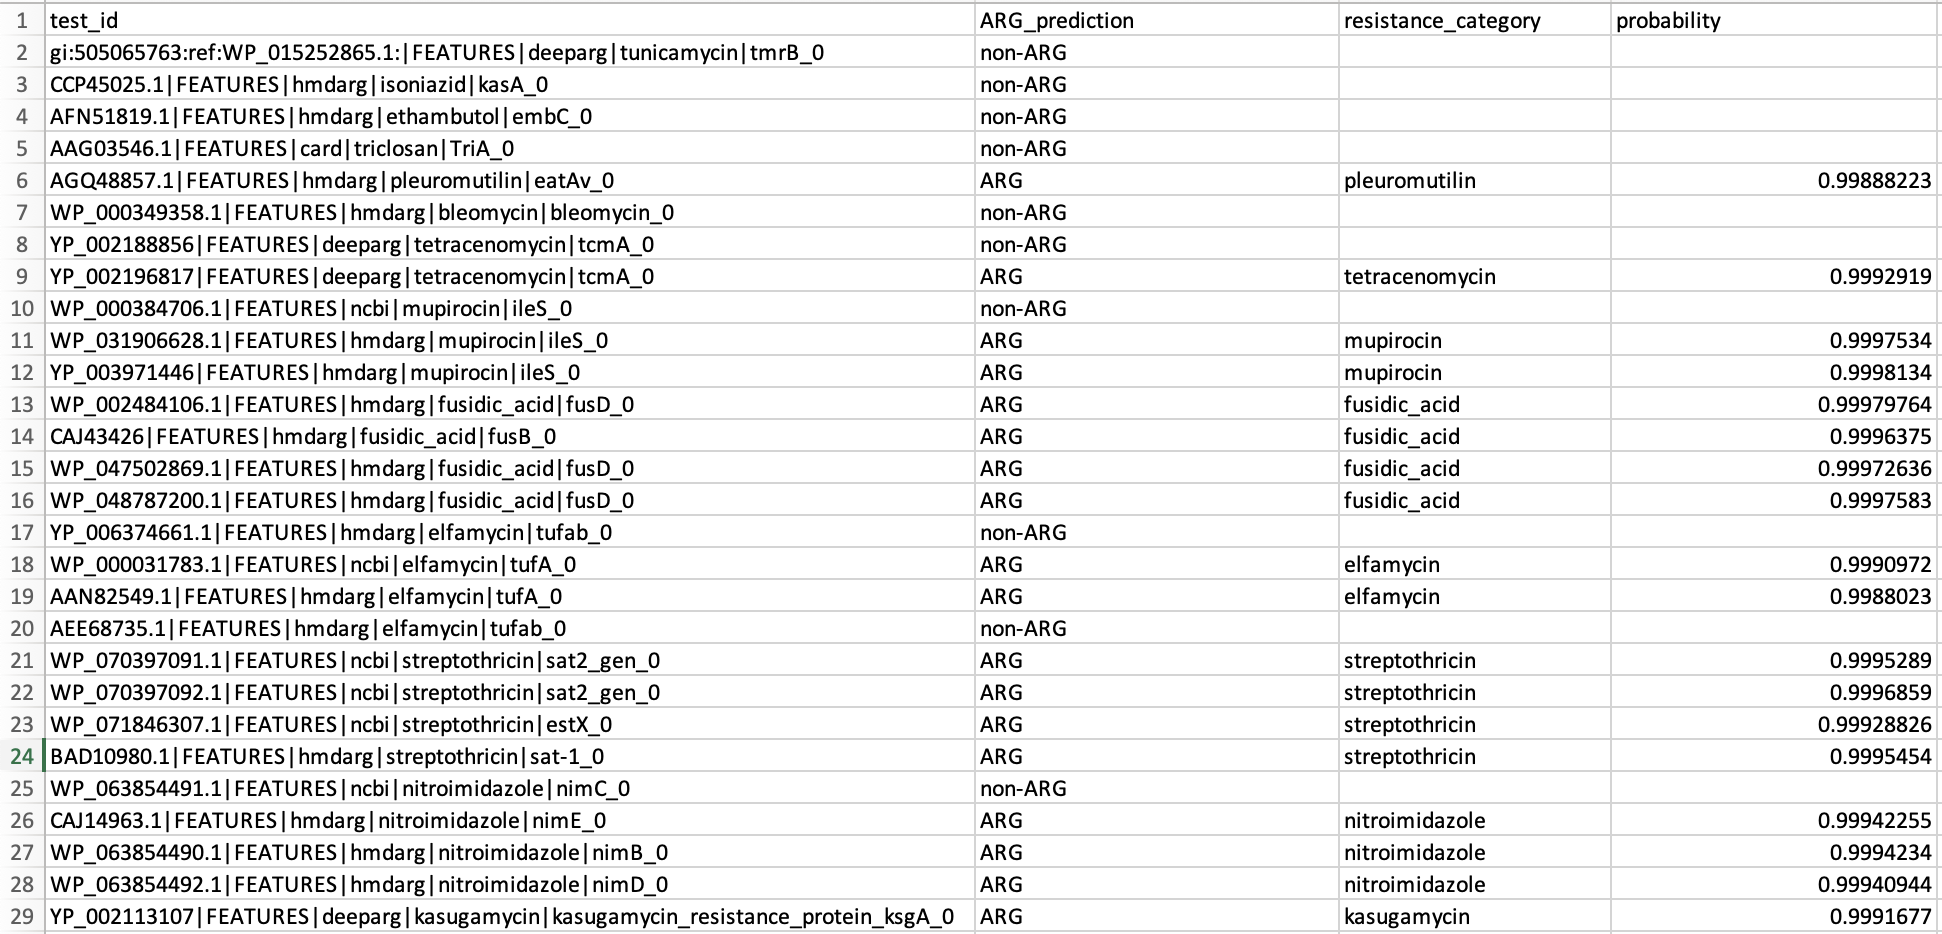 1 test_id ARG_prediction resistance_category probability
2 gi:505065763:ref:WP_015252865.1:|FEATURES|deeparg|tunicamycin|tmrB_0 non-ARG
3 CCP45025.1|FEATURES|hmdarg|isoniazid|kasA_0 non-ARG
4 AFN51819.1|FEATURES|hmdarg|ethambutol|embC_0 non-ARG
5 AAG03546.1|FEATURES|card|triclosan|TriA_0 non-ARG
6 AGQ48857.1|FEATURES|hmdarg|pleuromutilin|eatAv_0 ARG pleuromutilin 0.99888223
7 WP_000349358.1|FEATURES|hmdarg|bleomycin|bleomycin_0 non-ARG
8 YP_002188856|FEATURES|deeparg|tetracenomycin|tcmA_0 non-ARG
9 YP_002196817|FEATURES|deeparg|tetracenomycin|tcmA_0 ARG tetracenomycin 0.9992919
10 WP_000384706.1|FEATURES|ncbi|mupirocin|ileS_0 non-ARG
11 WP_031906628.1|FEATURES|hmdarg|mupirocin|ileS_0 ARG mupirocin 0.9997534
12 YP_003971446|FEATURES|hmdarg|mupirocin|ileS_0 ARG mupirocin 0.9998134
13 WP_002484106.1|FEATURES|hmdarg|fusidic_acid|fusD_0 ARG fusidic_acid 0.99979764
14 CAJ43426|FEATURES|hmdarg|fusidic_acid|fusB_0 ARG fusidic_acid 0.9996375
15 WP_047502869.1|FEATURES|hmdarg|fusidic_acid|fusD_0 ARG fusidic_acid 0.99972636
16 WP_048787200.1|FEATURES|hmdarg|fusidic_acid|fusD_0 ARG fusidic_acid 0.9997583
17 YP_006374661.1|FEATURES|hmdarg|elfamycin|tufab_0 non-ARG
18 WP_000031783.1|FEATURES|ncbi|elfamycin|tufA_0 ARG elfamycin 0.9990972
19 AAN82549.1|FEATURES|hmdarg|elfamycin|tufA_0 ARG elfamycin 0.9988023
20 AEE68735.1|FEATURES|hmdarg|elfamycin|tufab_0 non-ARG
21 WP_070397091.1|FEATURES|ncbi|streptothricin|sat2_gen_0 ARG streptothricin 0.9995289
22 WP_070397092.1|FEATURES|ncbi|streptothricin|sat2_gen_0 ARG streptothricin 0.9996859
23 WP_071846307.1|FEATURES|ncbi|streptothricin|estX_0 ARG streptothricin 0.99928826
24 BAD10980.1|FEATURES|hmdarg|streptothricin|sat-1_0 ARG streptothricin 0.9995454
25 WP_063854491.1|FEATURES|ncbi|nitroimidazole|nimC_0 non-ARG
26 CAJ14963.1|FEATURES|hmdarg|nitroimidazole|nimE_0 ARG nitroimidazole 0.99942255
27 WP_063854490.1|FEATURES|hmdarg|nitroimidazole|nimB_0 ARG nitroimidazole 0.9994234
28 WP_063854492.1|FEATURES|hmdarg|nitroimidazole|nimD_0 ARG nitroimidazole 0.99940944
29 YP_002113107|FEATURES|deeparg|kasugamycin|kasugamycin_resistance_protein_ksgA_0 ARG kasugamycin 0.9991677